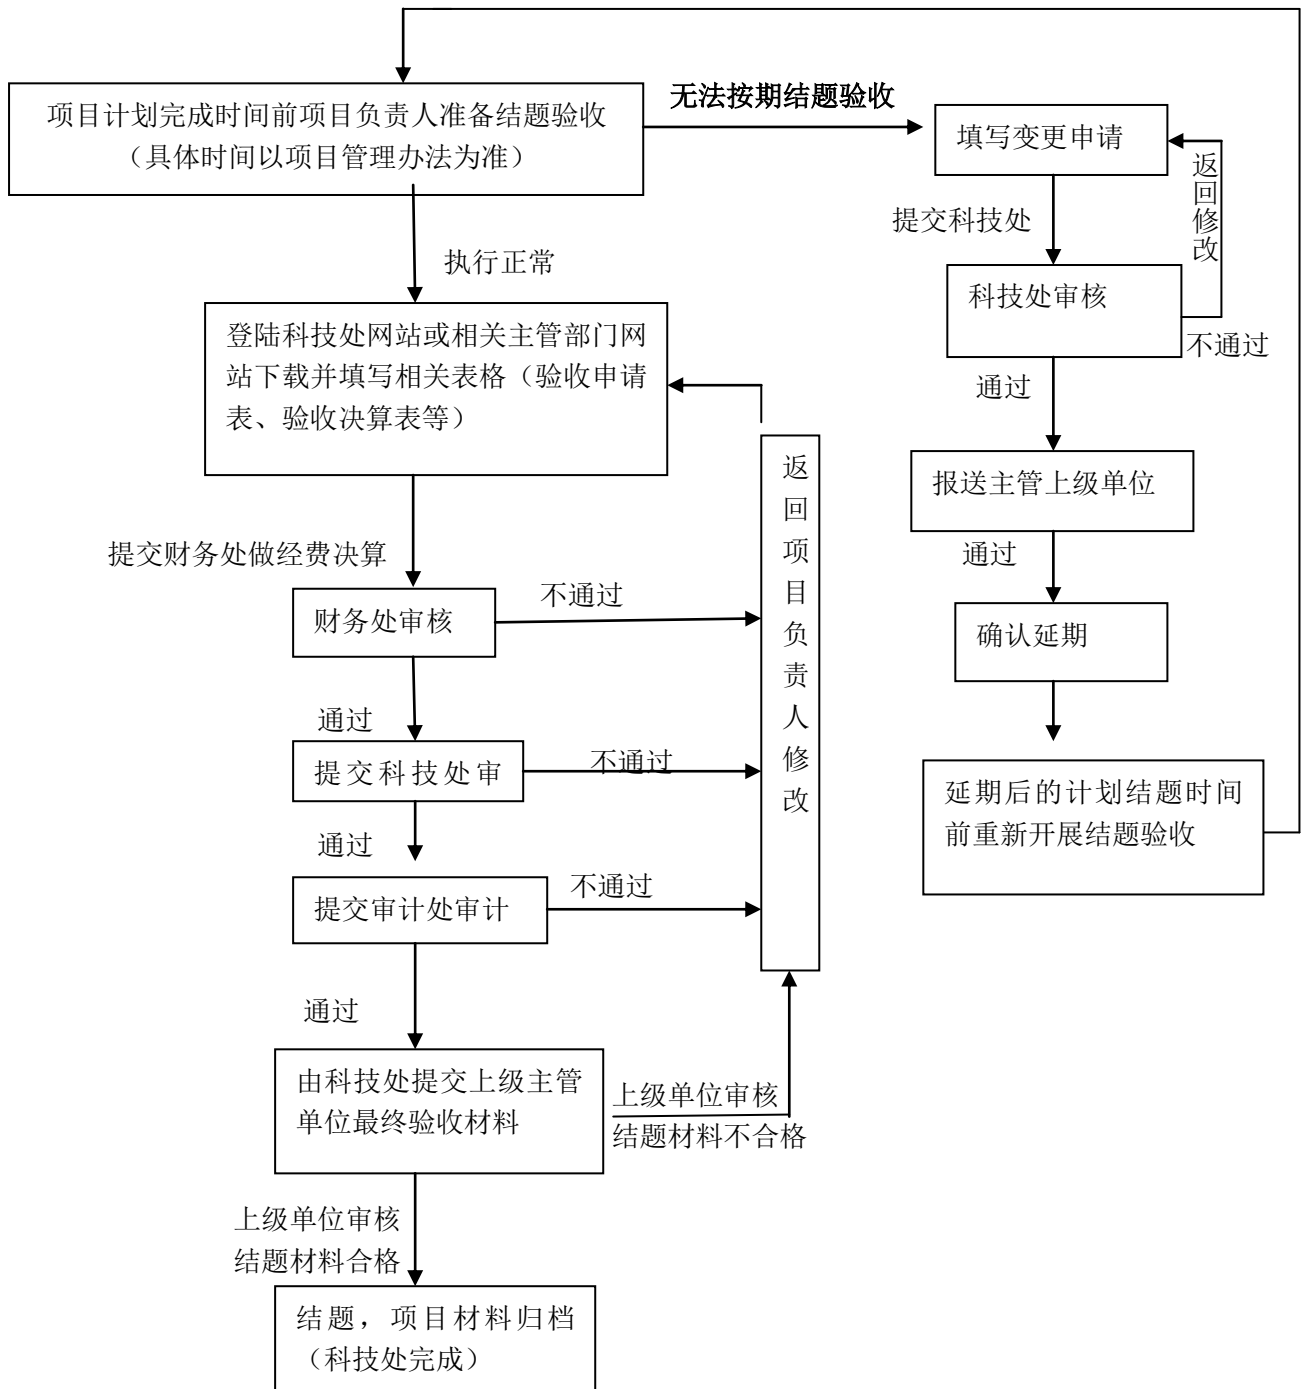 项目计划完成时间前项目负责人准备结题验收
（具体时间以项目管理办法为准）
无法按期结题验收
填写变更申请
返回修改
提交科技处
执行正常
科技处审核
不通过
登陆科技处网站或相关主管部门网
站下载并填写相关表格（验收申请
表、验收决算表等）
通过
返回项目负责人修改
报送主管上级单位
提交财务处做经费决算
通过
财务处审核
不通过
确认延期
通过
提交科技处审
不通过
延期后的计划结题时间
前重新开展结题验收
通过
提交审计处审计
不通过
通过
由科技处提交上级主管
单位最终验收材料
上级单位审核
结题材料不合格
上级单位审核
结题材料合格
结题，项目材料归档
（科技处完成）